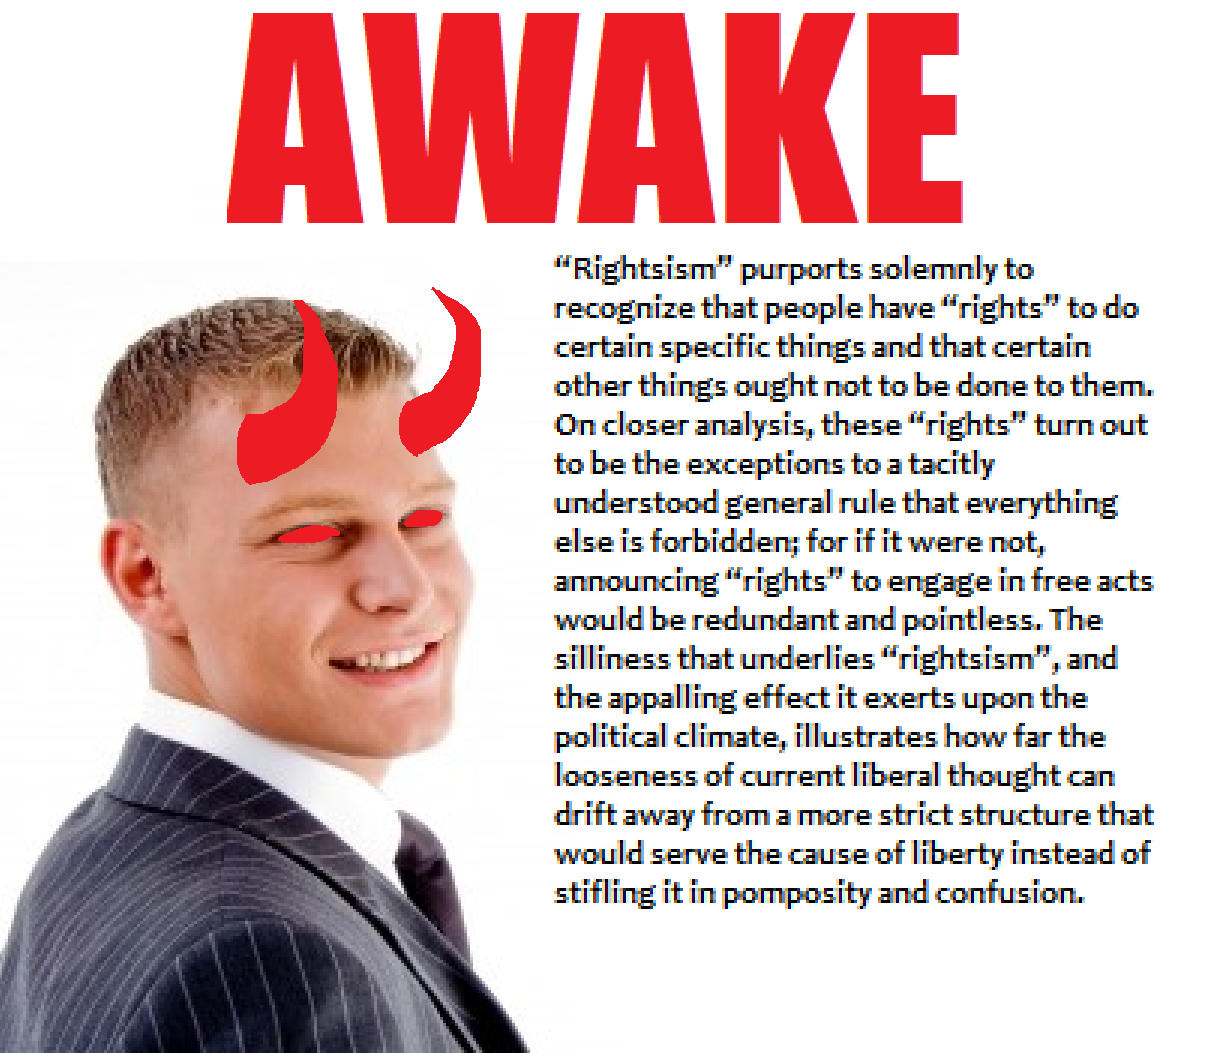 AWAKE
“Rightsism” purports solemnly to
recognize that people have “rights” to do
certain specific things and that certain
other things ought not to be done to them.
On closer analysis, these “rights” turn out
to be the exceptions to a tacitly
understood general rule that everything
else is forbidden; for if it were not,
announcing “rights” to engage in free acts
would be redundant and pointless. The
silliness that underlies “rightsism”, and
the appalling effect it exerts upon the
political climate, illustrates how far the
looseness of current liberal thought can
drift away from a more strict structure that
would serve the cause of liberty instead of
stifling it in pomposity and confusion.